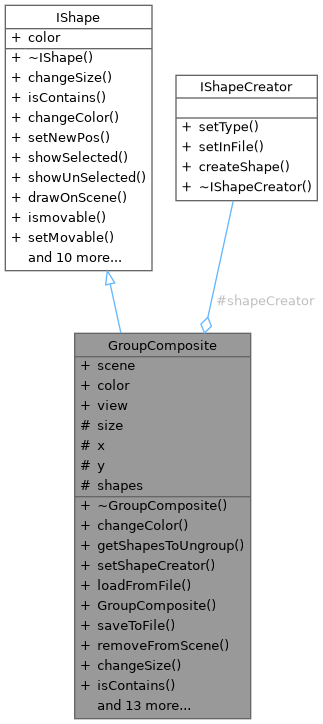 IShape
+ color
+ ~IShape()
+ changeSize()
+ isContains()
+ changeColor()
+ setNewPos()
+ showSelected()
+ showUnSelected()
+ drawOnScene()
+ ismovable()
+ setMovable()
and 10 more...
IShapeCreator
+ setType()
+ setInFile()
+ createShape()
+ ~IShapeCreator()
#shapeCreator
GroupComposite
+ scene
+ color
+ view
# size
# x
# y
# shapes
+ ~GroupComposite()
+ changeColor()
+ getShapesToUngroup()
+ setShapeCreator()
+ loadFromFile()
+ GroupComposite()
+ saveToFile()
+ removeFromScene()
+ changeSize()
+ isContains()
and 13 more...